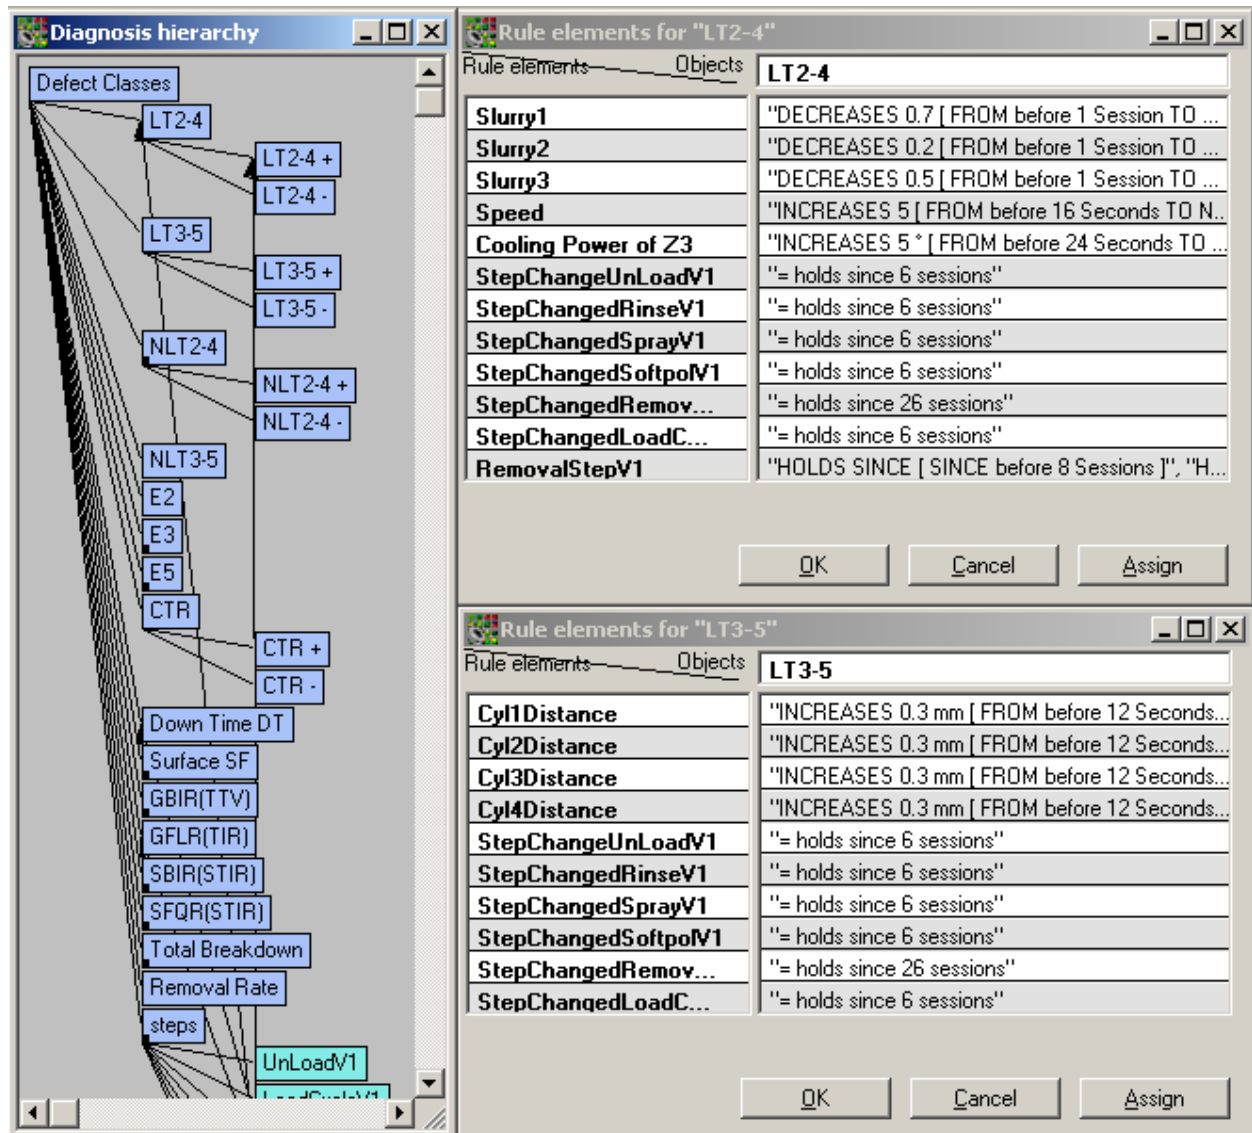 Diagnosis hierarchy
Defect Classes
LT2-4
LT2-4 +
LT2-4 -
LT3-5
LT3-5 +
LT3-5 -
NLT2-4
NLT2-4 +
NLT2-4 -
NLT3-5
E2
E3
E5
CTR
CTR +
CTR -
Down Time DT
Surface SF
GBIR(TTV)
GFLR(TIR)
SBIR(STIR)
SFQR(STIR)
Total Breakdown
Removal Rate
steps
UnLoadV1
Rule elements for "LT2-4"
Rule elements Objects LT2-4
Slurry1 "DECREASES 0.7 [ FROM before 1 Session TO ...
Slurry2 "DECREASES 0.2 [ FROM before 1 Session TO ...
Slurry3 "DECREASES 0.5 [ FROM before 1 Session TO ...
Speed "INCREASES 5 [ FROM before 16 Seconds TO N..
Cooling Power of Z3 "INCREASES 5 ° [ FROM before 24 Seconds TO ...
StepChangeUnLoadV1 "= holds since 6 sessions"
StepChangedRinseV1 "= holds since 6 sessions"
StepChangedSprayV1 "= holds since 6 sessions"
StepChangedSoftpolV1 "= holds since 6 sessions"
StepChangedRemov... "= holds since 26 sessions"
StepChangedLoadC... "= holds since 6 sessions"
RemovalStepV1 "HOLDS SINCE [ SINCE before 8 Sessions ]", "H...
OK Cancel Assign
Rule elements for "LT3-5"
Rule elements Objects LT3-5
Cyl1Distance "INCREASES 0.3 mm [ FROM before 12 Seconds...
Cyl2Distance "INCREASES 0.3 mm [ FROM before 12 Seconds...
Cyl3Distance "INCREASES 0.3 mm [ FROM before 12 Seconds...
Cyl4Distance "INCREASES 0.3 mm [ FROM before 12 Seconds...
StepChangeUnLoadV1 "= holds since 6 sessions"
StepChangedRinseV1 "= holds since 6 sessions"
StepChangedSprayV1 "= holds since 6 sessions"
StepChangedSoftpolV1 "= holds since 6 sessions"
StepChangedRemov... "= holds since 26 sessions"
StepChangedLoadC... "= holds since 6 sessions"
OK Cancel Assign